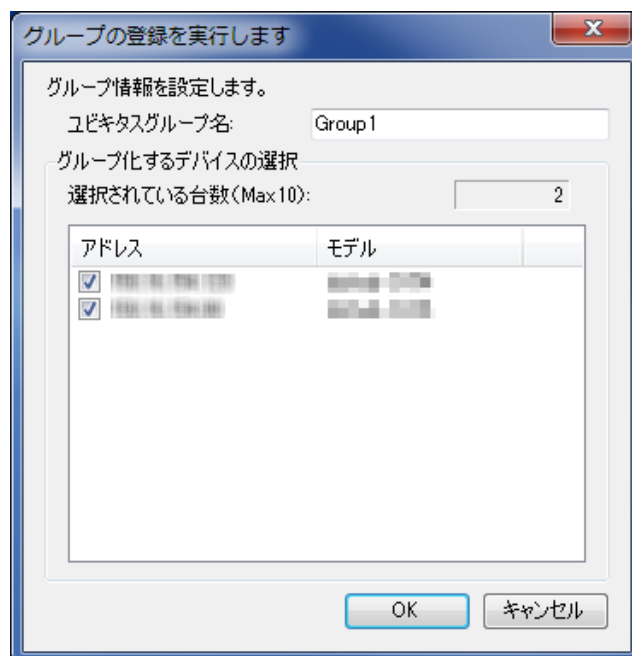 グループの登録を実行します
グループ情報を設定します。
ユビキタスグループ名: Group1
グループ化するデバイスの選択
選択されている台数(Max10): 2
アドレス モデル
OK キャンセル